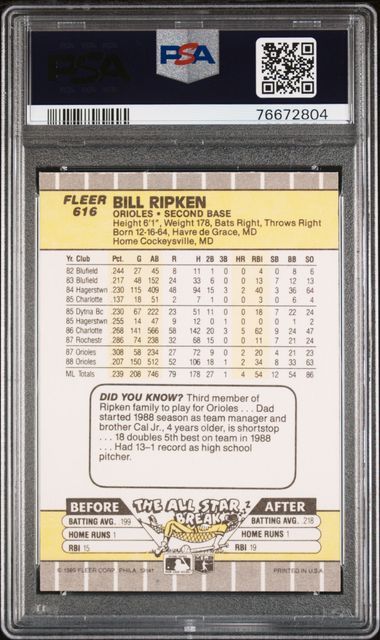 PSA
PSA
76672804
FLEER
616
BILL RIPKEN
ORIOLES • SECOND BASE
Height 6'1", Weight 178, Bats Right, Throws Right
Born 12-16-64, Havre de Grace, MD
Home Cockeysville, MD
Yr. Club Pct. G AB R H 2B 3B HR RBI SB BB SO
82 Blufield 244 27 45 8 11 1 0 0 4 0 8 6
83 Blufield 217 48 152 24 33 6 0 0 13 7 12 13
84 Hagerstwn 230 115 409 48 94 15 3 2 40 3 36 64
85 Charlotte 137 18 51 2 7 1 0 0 3 0 6 4
85 Dytna Bc 230 67 222 23 51 11 0 0 18 7 22 24
85 Hagerstwn 255 14 47 9 12 0 1 0 0 0 1 2
86 Charlotte 268 141 566 58 142 20 3 5 62 9 24 47
87 Rochestr 286 74 238 32 68 15 0 0 11 7 21 24
87 Orioles 308 58 234 27 72 9 0 2 20 4 21 23
88 Orioles 207 150 512 52 106 18 1 2 34 8 33 63
ML Totals 239 208 746 79 178 27 1 4 54 12 54 86
DID YOU KNOW? Third member of
Ripken family to play for Orioles . . . Dad
started 1988 season as team manager and
brother Cal Jr., 4 years older, is shortstop
. . . 18 doubles 5th best on team in 1988
. . . Had 13-1 record as high school
pitcher.
BEFORE THE ALL STAR AFTER
BREAK
BATTING AVG. .199 BATTING AVG. .218
HOME RUNS 1 HOME RUNS 1
RBI 15 RBI 19
© 1989 FLEER CORP. PHILA. 19141 PRINTED IN U.S.A.